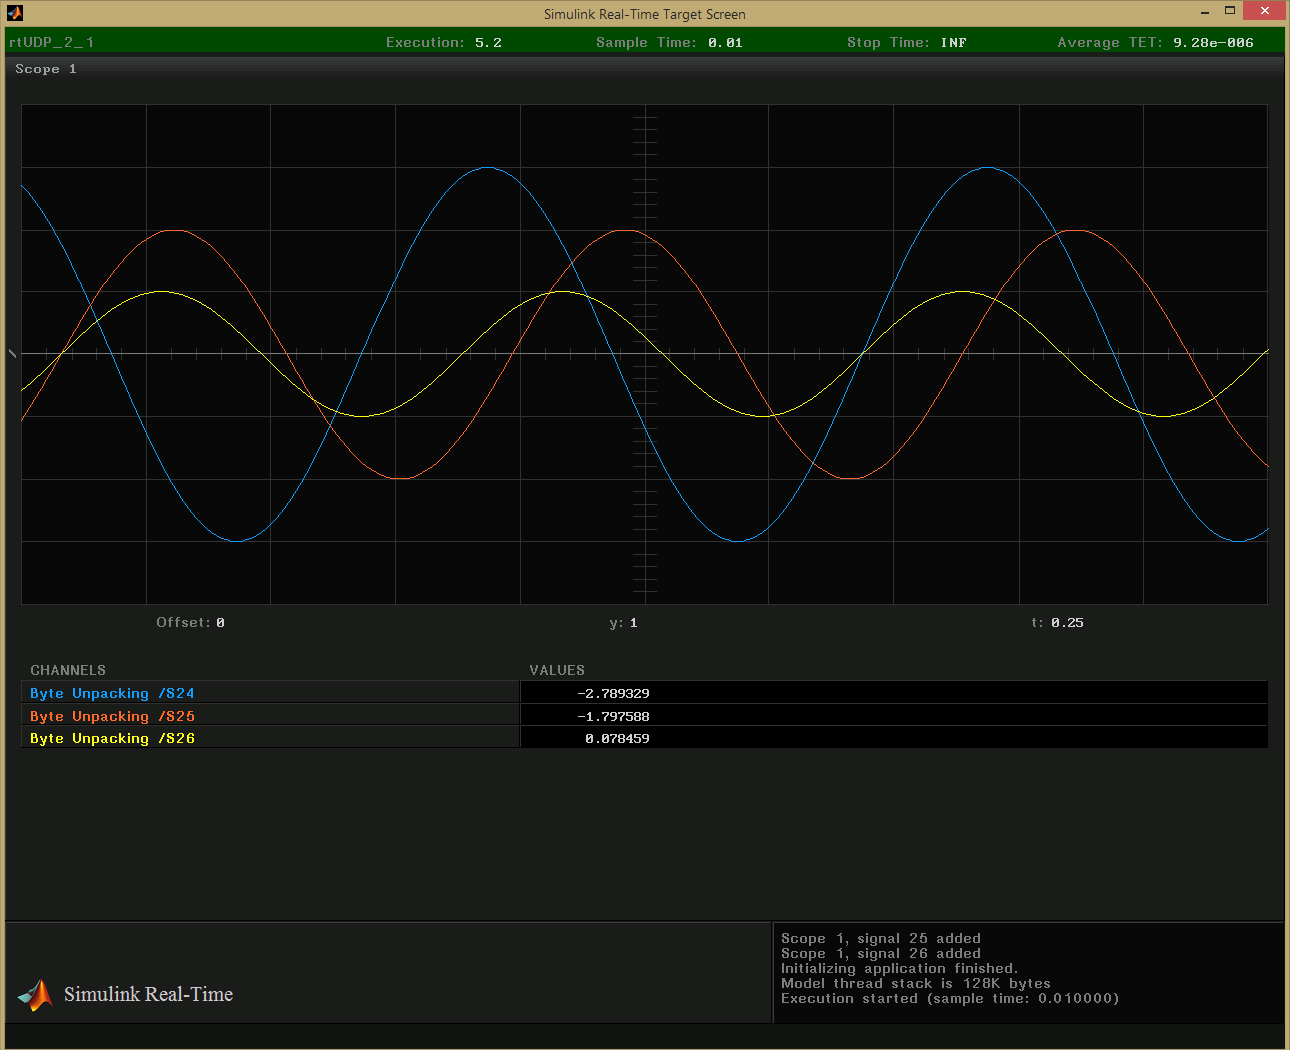 Simulink Real-Time Target Screen
rtUDP_2_1 Execution: 5.2 Sample Time: 0.01 Stop Time: INF Average TET: 9.28e-006
Scope 1
Offset: 0 y: 1 t: 0.25
CHANNELS VALUES
Byte Unpacking /S24 -2.789329
Byte Unpacking /S25 -1.797588
Byte Unpacking /S26 0.078459
Scope 1, signal 25 added
Scope 1, signal 26 added
Initializing application finished.
Model thread stack is 128K bytes
Execution started (sample time: 0.010000)
Simulink Real-Time